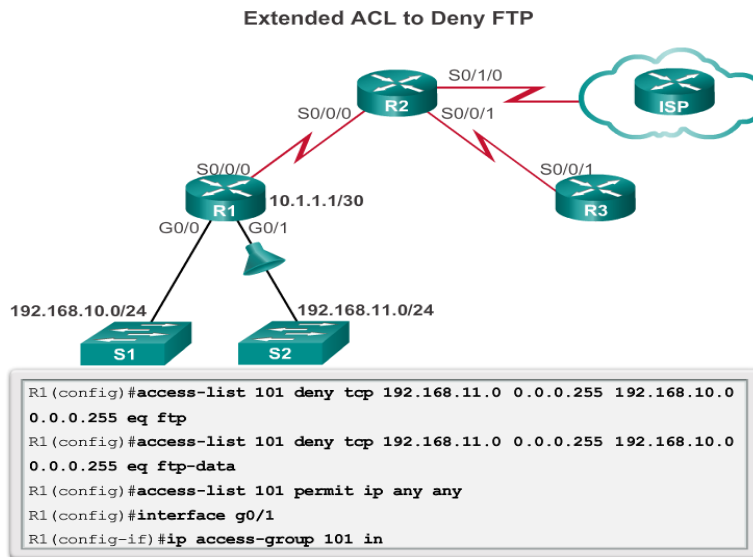 Extended ACL to Deny FTP
S0/1/0
R2
ISP
S0/0/0
S0/0/1
S0/0/0
S0/0/1
R1
10.1.1.1/30
R3
G0/0
G0/1
192.168.10.0/24
192.168.11.0/24
S1
S2
R1(config)#access-list 101 deny tcp 192.168.11.0 0.0.0.255 192.168.10.0
0.0.0.255 eq ftp
R1(config)#access-list 101 deny tcp 192.168.11.0 0.0.0.255 192.168.10.0
0.0.0.255 eq ftp-data
R1(config)#access-list 101 permit ip any any
R1(config)#interface g0/1
R1(config-if)#ip access-group 101 in